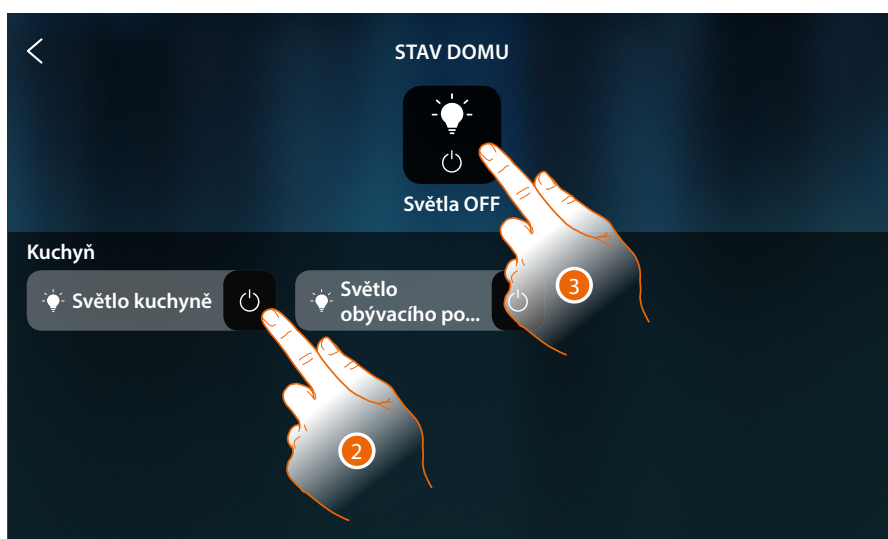 STAV DOMU
Světla OFF
Kuchyň
Světlo kuchyně
Světlo
obývacího po...
3
2